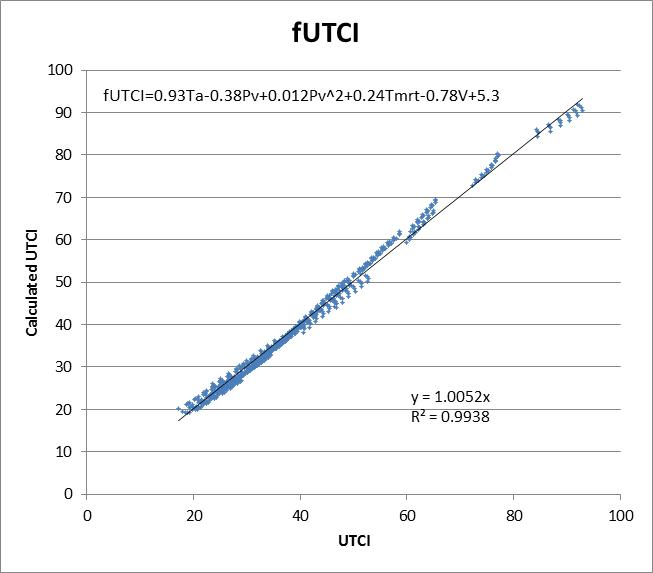 fUTCI
100
fUTCI=0.93Ta-0.38Pv+0.012Pv^2+0.24Tmrt-0.78V+5.3
90
80
70
60
50
40
30
20
10
0
Calculated UTCI
y = 1.0052x
R² = 0.9938
0 20 40 60 80 100
UTCI